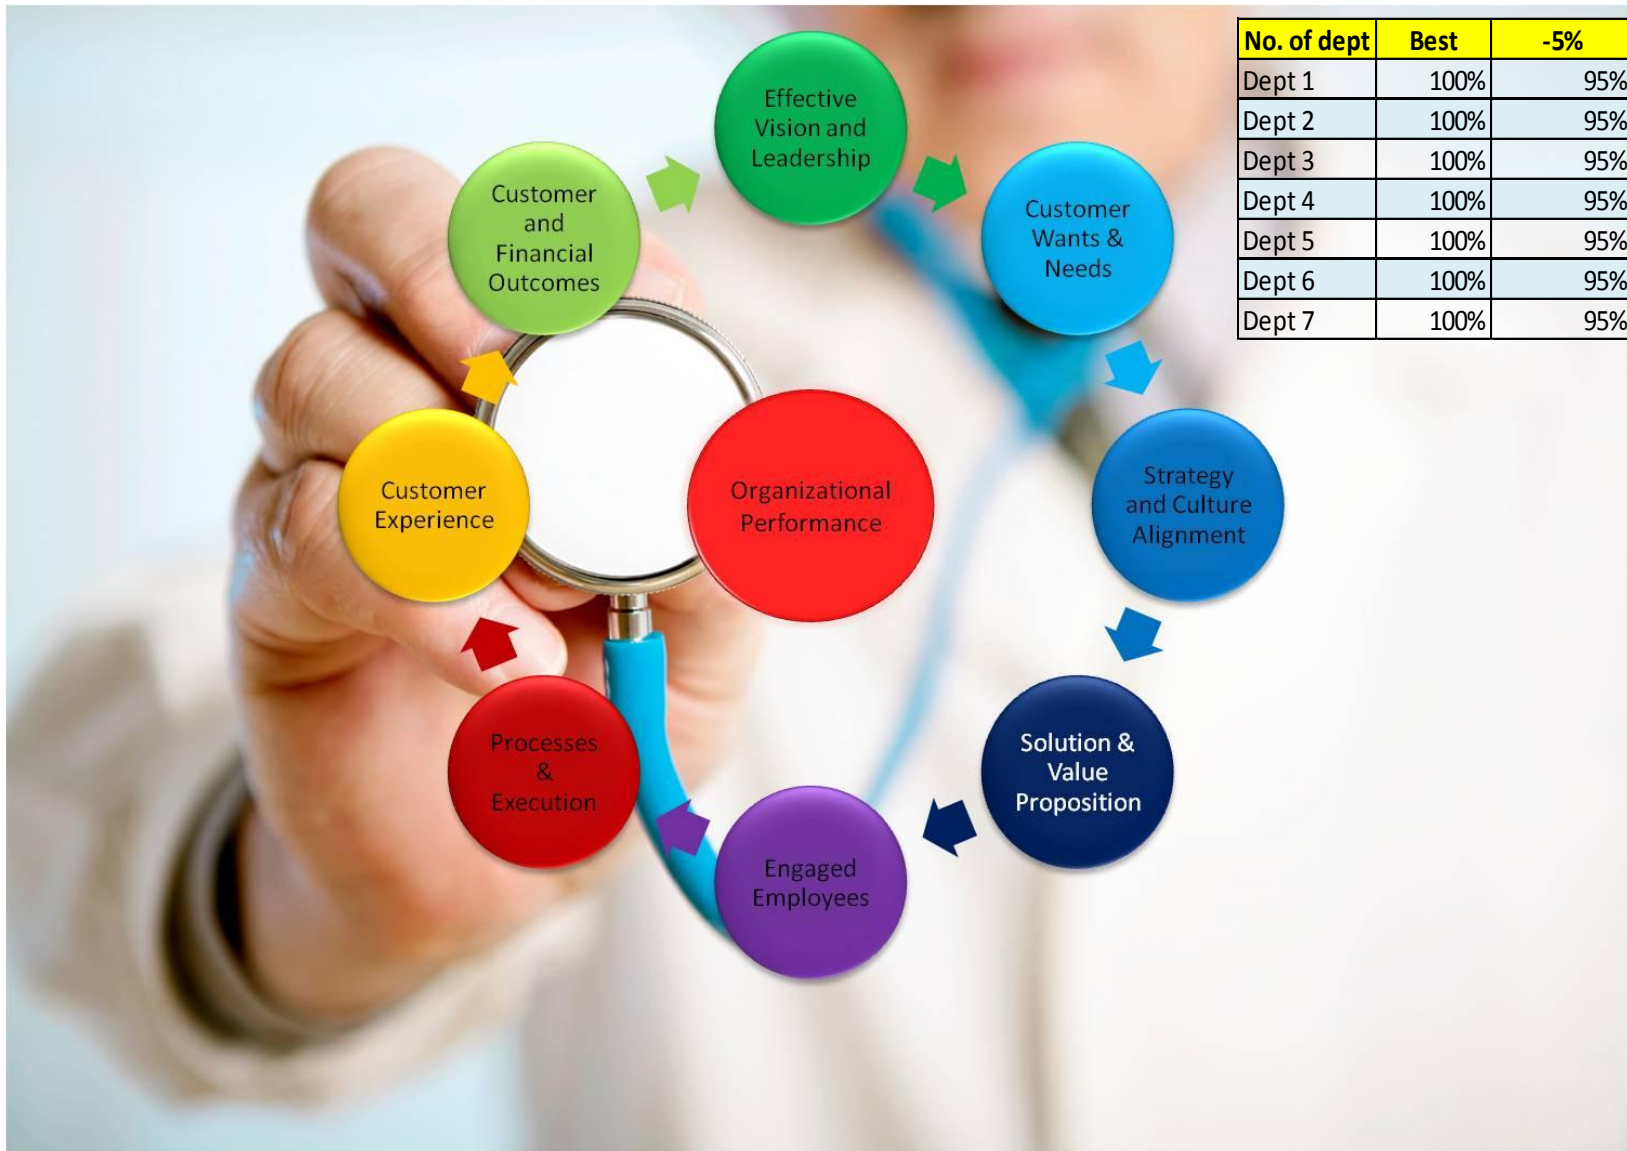 No. of dept Best -5%
Dept 1 100% 95%
Dept 2 100% 95%
Dept 3 100% 95%
Dept 4 100% 95%
Dept 5 100% 95%
Dept 6 100% 95%
Dept 7 100% 95%
Effective
Vision and
Leadership
Customer
Wants &
Needs
Strategy
and Culture
Alignment
Solution &
Value
Proposition
Engaged
Employees
Processes
&
Execution
Customer
Experience
Customer
and
Financial
Outcomes
Organizational
Performance